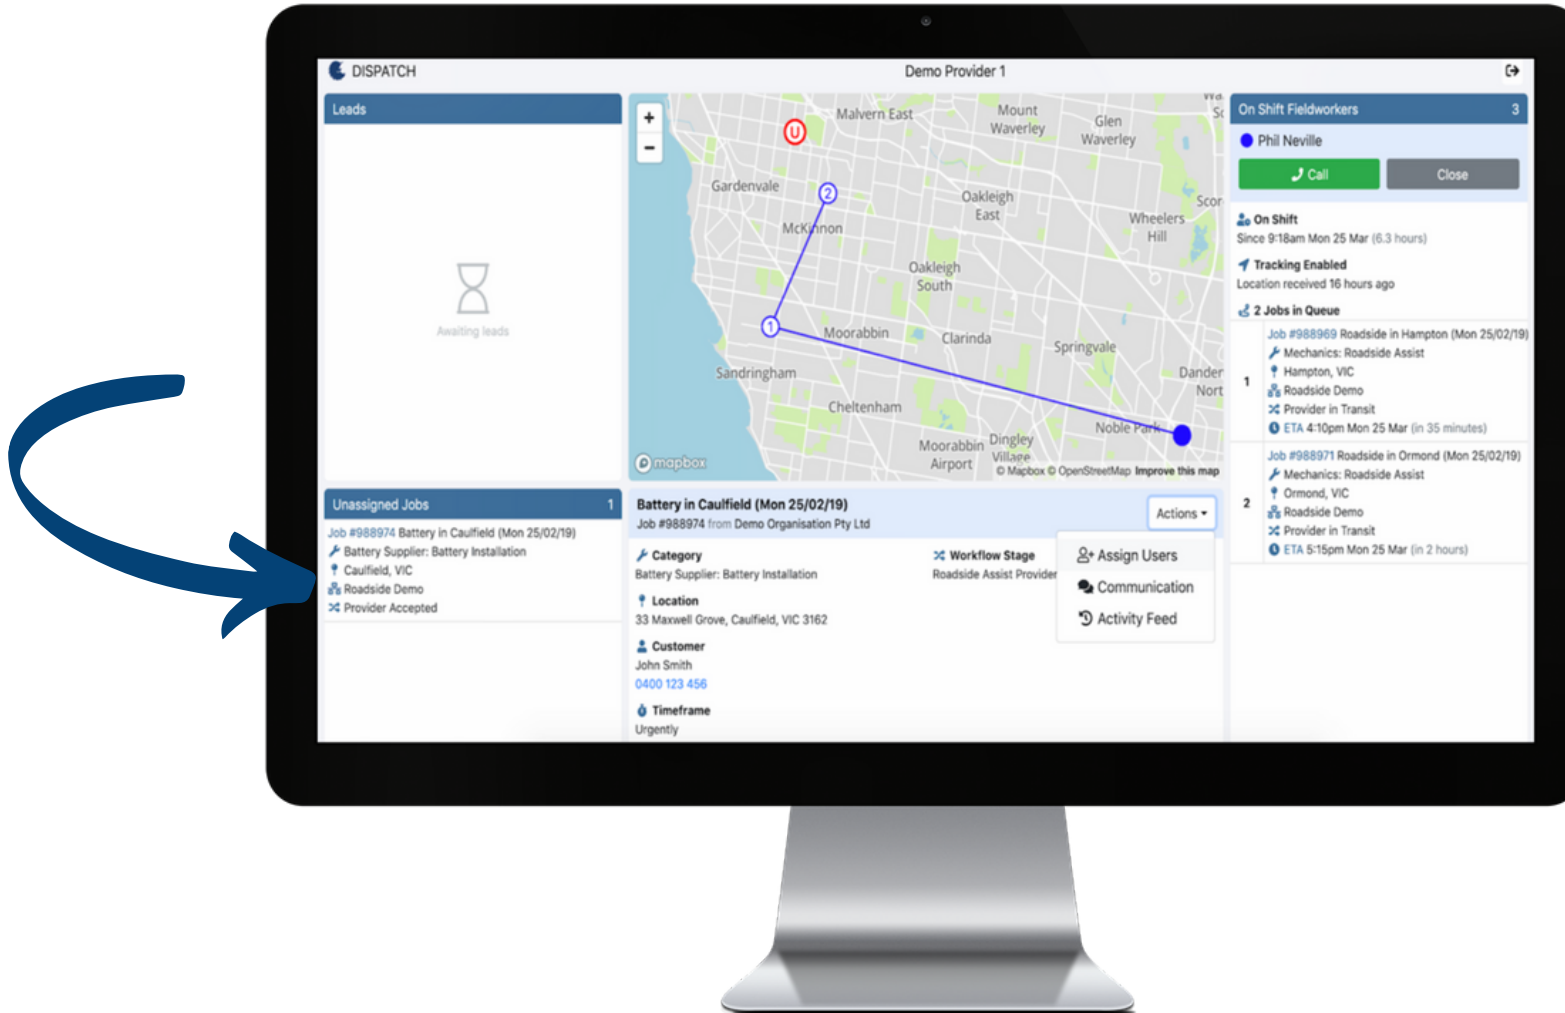 DISPATCH
Demo Provider 1
Leads
Awaiting leads
Unassigned Jobs 1
Job #988974 Battery in Caulfield (Mon 25/02/19)
Battery Supplier: Battery Installation
Caulfield, VIC
Roadside Demo
Provider Accepted
+
−
U
Malvern East
Mount
Waverley
Glen
Waverley
Gardenvale
2
Oakleigh
East
McKinnon
Wheelers
Hill
Scor
Oakleigh
South
1
Moorabbin
Clarinda
Springvale
Sandringham
Dander
Nort
Cheltenham
Noble Park
Moorabbin
Airport
Dingley
Village
mapbox
© Mapbox © OpenStreetMap Improve this map
Battery in Caulfield (Mon 25/02/19)
Job #988974 from Demo Organisation Pty Ltd
Actions
Assign Users
Communication
Activity Feed
Category
Battery Supplier: Battery Installation
Workflow Stage
Roadside Assist Provider
Location
33 Maxwell Grove, Caulfield, VIC 3162
Customer
John Smith
0400 123 456
Timeframe
Urgently
On Shift Fieldworkers 3
Phil Neville
Call
Close
On Shift
Since 9:18am Mon 25 Mar (6.3 hours)
Tracking Enabled
Location received 16 hours ago
2 Jobs in Queue
1
Job #988969 Roadside in Hampton (Mon 25/02/19)
Mechanics: Roadside Assist
Hampton, VIC
Roadside Demo
Provider in Transit
ETA 4:10pm Mon 25 Mar (in 35 minutes)
2
Job #988971 Roadside in Ormond (Mon 25/02/19)
Mechanics: Roadside Assist
Ormond, VIC
Roadside Demo
Provider in Transit
ETA 5:15pm Mon 25 Mar (in 2 hours)